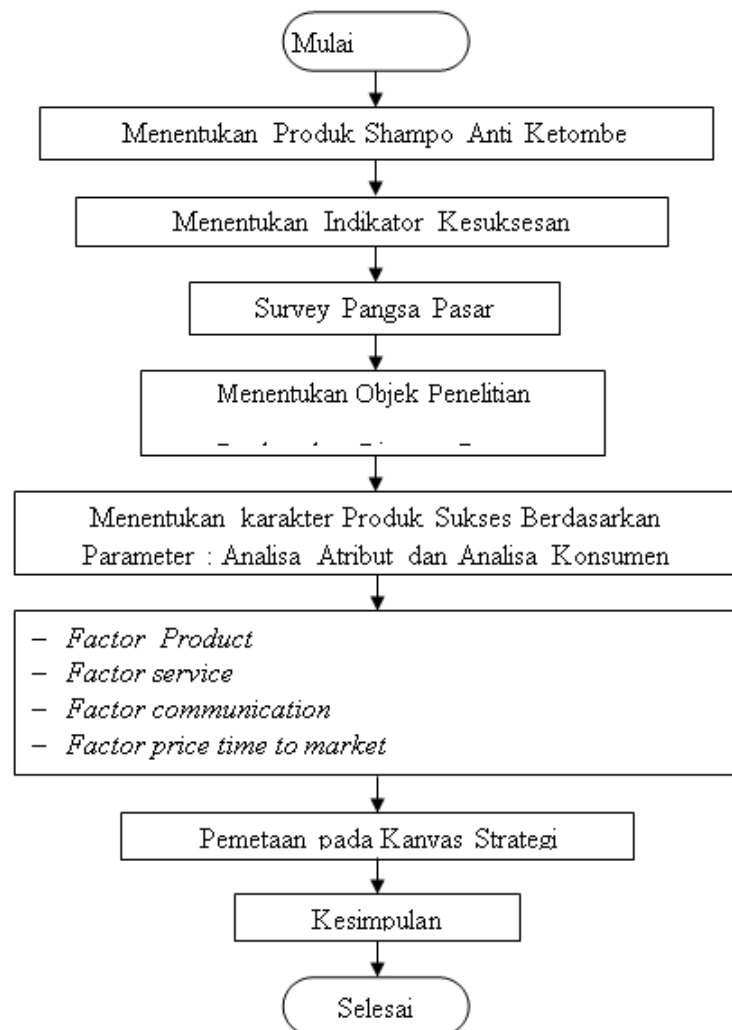 Mulai
Menentukan Produk Shampo Anti Ketombe
Menentukan Indikator Kesuksesan
Survey Pangsa Pasar
Menentukan Objek Penelitian
Menentukan karakter Produk Sukses Berdasarkan
Parameter : Analisa Atribut dan Analisa Konsumen
– Factor Product
– Factor service
– Factor communication
– Factor price time to market
Pemetaan pada Kanvas Strategi
Kesimpulan
Selesai